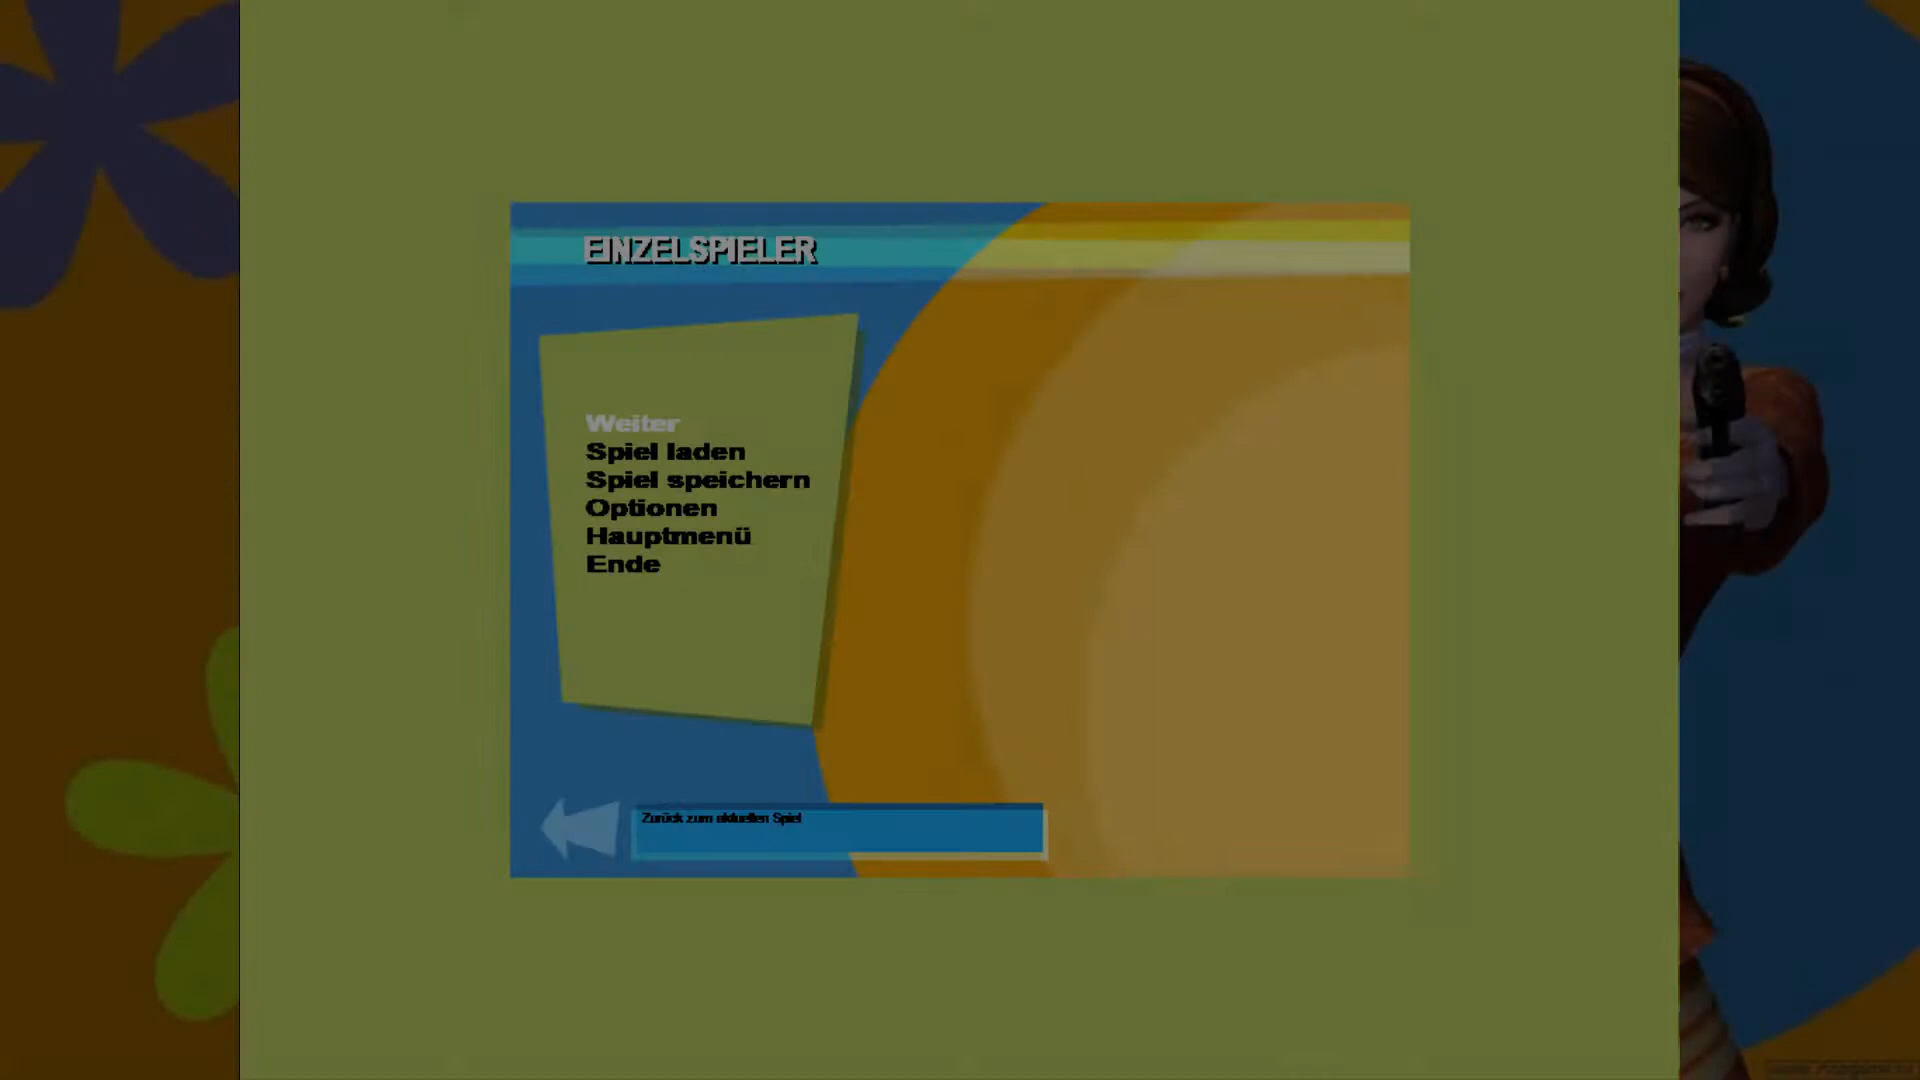 EINZELSPIELER
Weiter
Spiel laden
Spiel speichern
Optionen
Hauptmenü
Ende
Zurück zum aktuellen Spiel